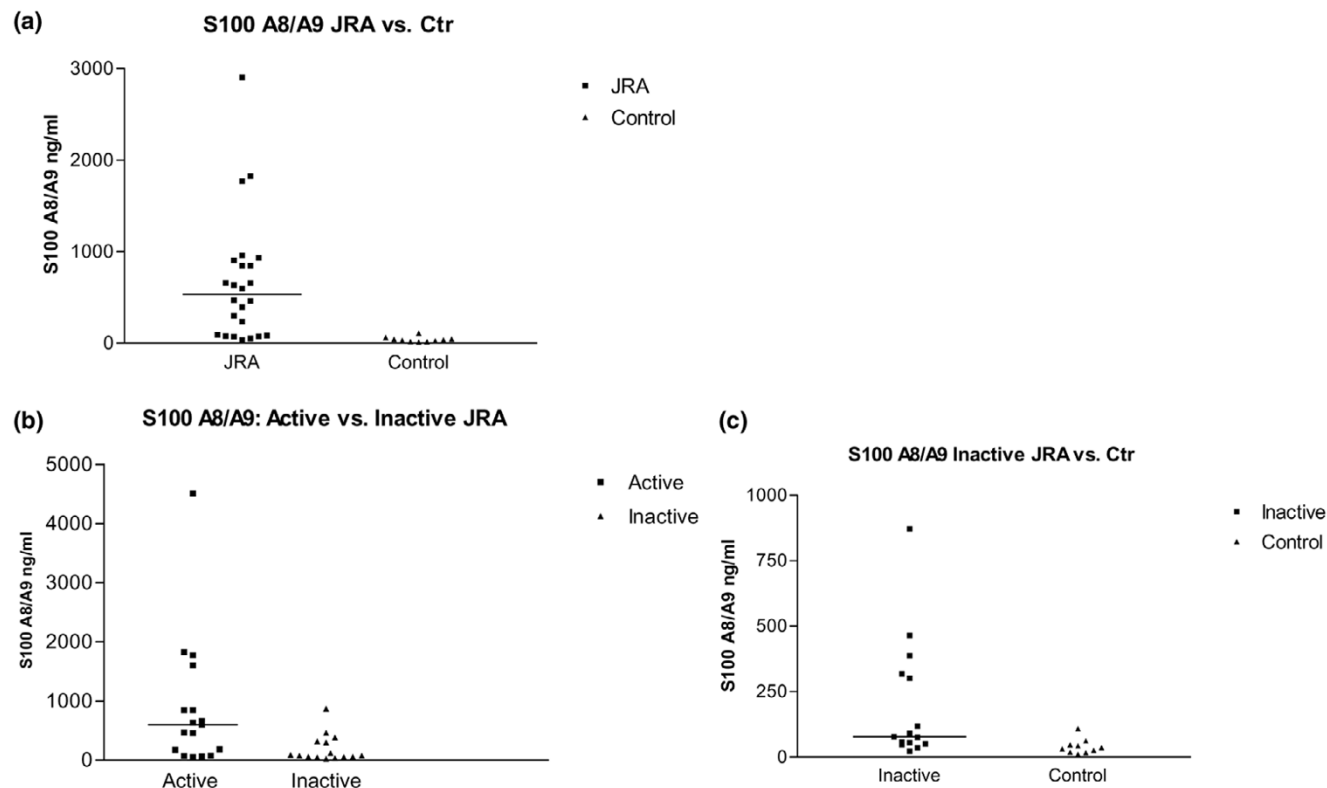 (a)
S100 A8/A9 JRA vs. Ctr
S100 A8/A9 ng/ml
3000
2000
1000
0
JRA
Control
JRA
Control
(b)
S100 A8/A9: Active vs. Inactive JRA
S100 A8/A9 ng/ml
5000
4000
3000
2000
1000
0
Active
Inactive
Active
Inactive
(c)
S100 A8/A9 Inactive JRA vs. Ctr
S100 A8/A9 ng/ml
1000
750
500
250
0
Inactive
Control
Inactive
Control